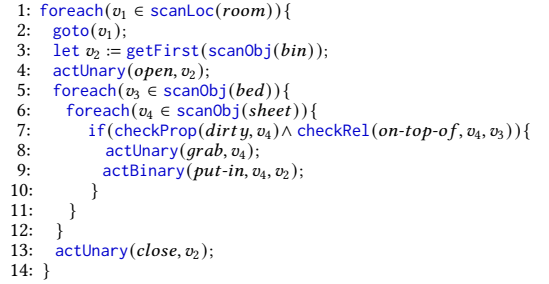 1: foreach(v₁ ∈ scanLoc(room)){
2: goto(v₁);
3: let v₂ := getFirst(scanObj(bin));
4: actUnary(open, v₂);
5: foreach(v₃ ∈ scanObj(bed)){
6: foreach(v₄ ∈ scanObj(sheet)){
7: if(checkProp(dirty, v₄)∧ checkRel(on-top-of, v₄, v₃)){
8: actUnary(grab, v₄);
9: actBinary(put-in, v₄, v₂);
10: }
11: }
12: }
13: actUnary(close, v₂);
14: }